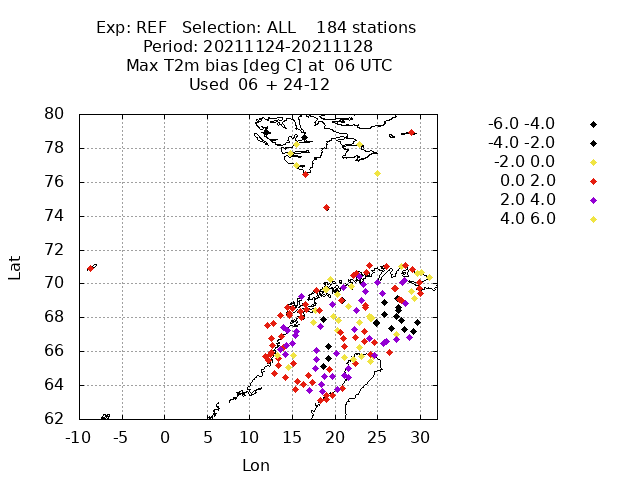 Exp: REF Selection: ALL 184 stations
Period: 20211124-20211128
Max T2m bias [deg C] at 06 UTC
Used 06 + 24-12
80
78
76
74
72
70
68
66
64
62
-10 -5 0 5 10 15 20 25 30
Lat
Lon
-6.0 -4.0
-4.0 -2.0
-2.0 0.0
0.0 2.0
2.0 4.0
4.0 6.0